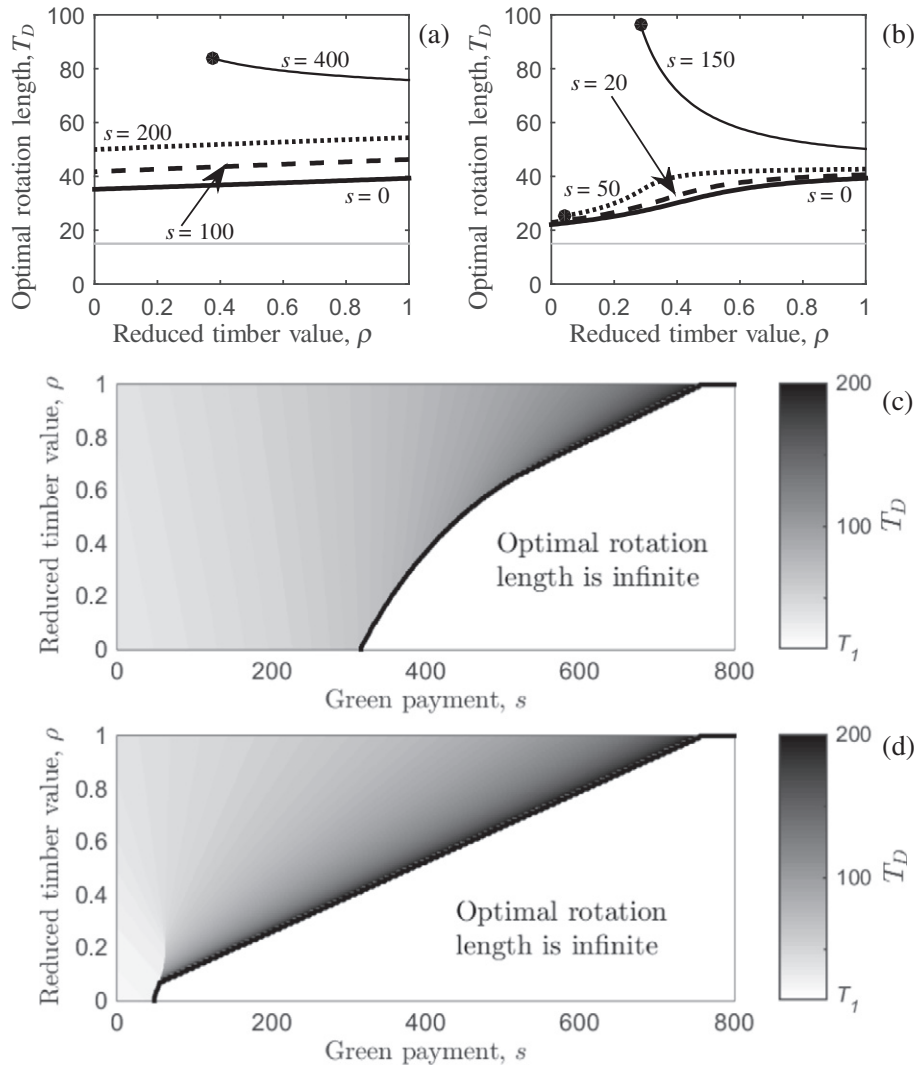 (a)
Optimal rotation length, T_D
100
80
60
40
20
0
s = 400
s = 200
s = 100
s = 0
0 0.2 0.4 0.6 0.8 1
Reduced timber value, ρ
(b)
Optimal rotation length, T_D
100
80
60
40
20
0
s = 150
s = 20
s = 50
s = 0
0 0.2 0.4 0.6 0.8 1
Reduced timber value, ρ
(c)
Reduced timber value, ρ
1
0.8
0.6
0.4
0.2
0
Optimal rotation
length is infinite
0 200 400 600 800
Green payment, s
200
100
T_1
T_D
(d)
Reduced timber value, ρ
1
0.8
0.6
0.4
0.2
0
Optimal rotation
length is infinite
0 200 400 600 800
Green payment, s
200
100
T_1
T_D